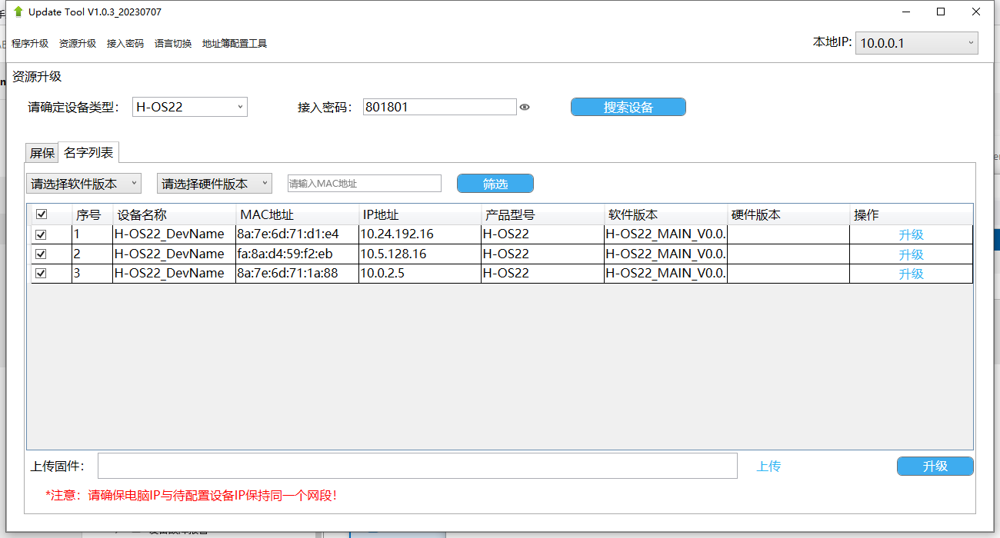 Update Tool V1.0.3_20230707
程序升级 资源升级 接入密码 语言切换 地址簿配置工具
本地IP: 10.0.0.1
资源升级
请确定设备类型： H-OS22 接入密码： 801801 搜索设备
屏保 名字列表
请选择软件版本 请选择硬件版本 请输入MAC地址 筛选
序号 设备名称 MAC地址 IP地址 产品型号 软件版本 硬件版本 操作
1 H-OS22_DevName 8a:7e:6d:71:d1:e4 10.24.192.16 H-OS22 H-OS22_MAIN_V0.0. 升级
2 H-OS22_DevName fa:8a:d4:59:f2:eb 10.5.128.16 H-OS22 H-OS22_MAIN_V0.0. 升级
3 H-OS22_DevName 8a:7e:6d:71:1a:88 10.0.2.5 H-OS22 H-OS22_MAIN_V0.0. 升级
上传固件： 上传 升级
*注意：请确保电脑IP与待配置设备IP保持同一个网段！